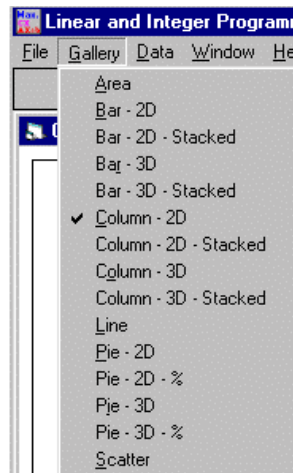 Linear and Integer Programm
File Gallery Data Window He
Area
Bar - 2D
Bar - 2D - Stacked
Bar - 3D
Bar - 3D - Stacked
Column - 2D
Column - 2D - Stacked
Column - 3D
Column - 3D - Stacked
Line
Pie - 2D
Pie - 2D - %
Pie - 3D
Pie - 3D - %
Scatter